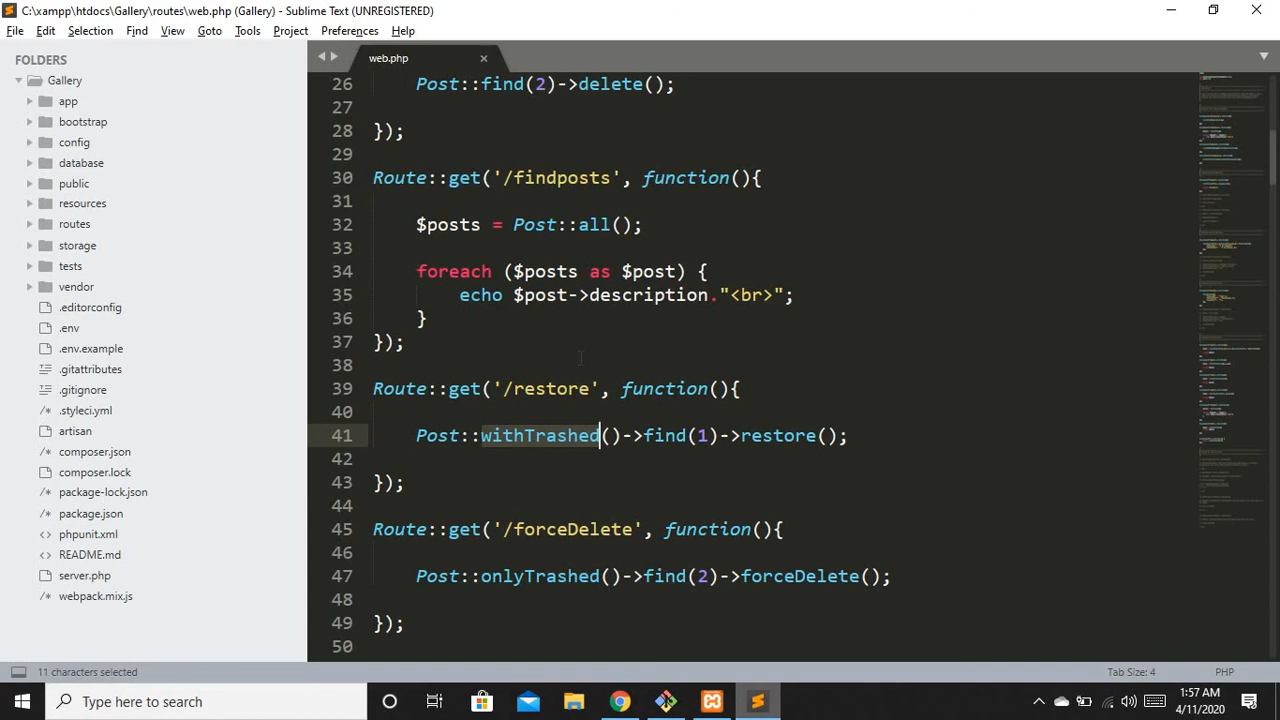 C:\xampp\htdocs\Gallery\routes\web.php (Gallery) - Sublime Text (UNREGISTERED)
File Edit Selection Find View Goto Tools Project Preferences Help
FOLDERS
Gallery
app
bootstrap
config
database
public
resources
routes
storage
tests
vendor
.editorconfig
.env
.env.example
.gitattributes
.gitignore
.styleci.yml
artisan
composer.json
composer.lock
package-lock.json
package.json
phpunit.xml
README.md
server.php
webpack.mix.js
web.php
26 Post::find(2)->delete();
27
28 });
29
30 Route::get('/findposts', function(){
31
32 $posts = Post::all();
33
34 foreach ($posts as $post) {
35 echo $post->description."<br>";
36 }
37 });
38
39 Route::get('/restore', function(){
40
41 Post::withTrashed()->find(1)->restore();
42
43 });
44
45 Route::get('/forceDelete', function(){
46
47 Post::onlyTrashed()->find(2)->forceDelete();
48
49 });
50
11 characters selected
Tab Size: 4
PHP
Type here to search
1:57 AM
4/11/2020